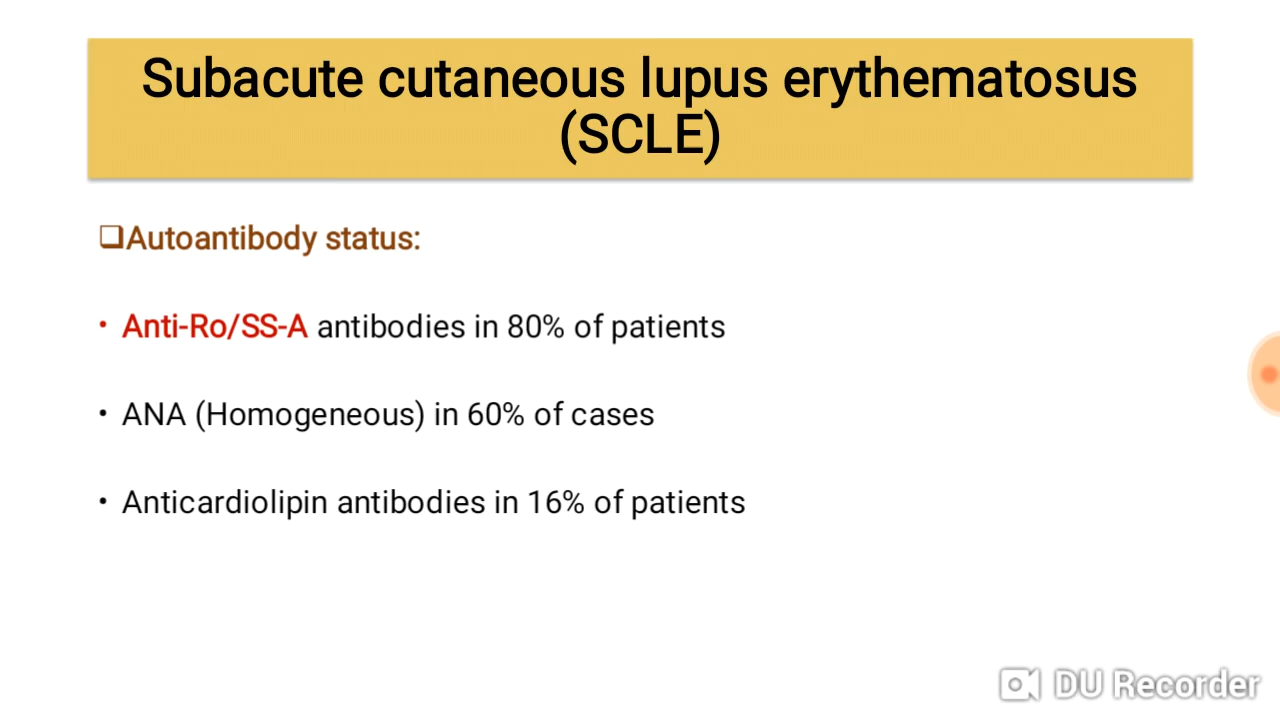 Subacute cutaneous lupus erythematosus
(SCLE)
❑Autoantibody status:
• Anti-Ro/SS-A antibodies in 80% of patients
• ANA (Homogeneous) in 60% of cases
• Anticardiolipin antibodies in 16% of patients
DU Recorder